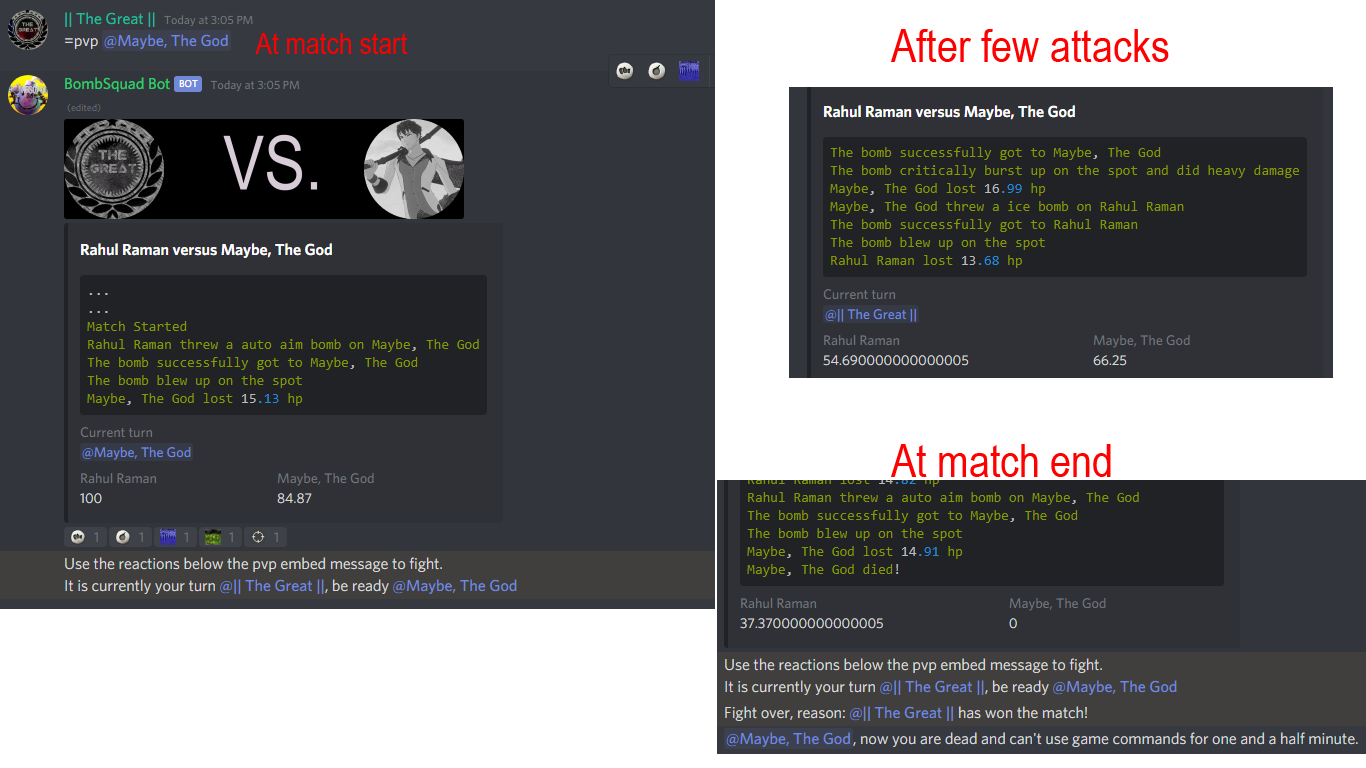 || The Great || Today at 3:05 PM
=pvp @Maybe, The God
At match start
BombSquad Bot BOT Today at 3:05 PM
(edited)
THE GREAT
VS.
Rahul Raman versus Maybe, The God
...
...
Match Started
Rahul Raman threw a auto aim bomb on Maybe, The God
The bomb successfully got to Maybe, The God
The bomb blew up on the spot
Maybe, The God lost 15.13 hp
Current turn
@Maybe, The God
Rahul Raman Maybe, The God
100 84.87
1 1 1 1 1
Use the reactions below the pvp embed message to fight.
It is currently your turn @|| The Great ||, be ready @Maybe, The God
After few attacks
Rahul Raman versus Maybe, The God
The bomb successfully got to Maybe, The God
The bomb critically burst up on the spot and did heavy damage
Maybe, The God lost 16.99 hp
Maybe, The God threw a ice bomb on Rahul Raman
The bomb successfully got to Rahul Raman
The bomb blew up on the spot
Rahul Raman lost 13.68 hp
Current turn
@|| The Great ||
Rahul Raman Maybe, The God
54.690000000000005 66.25
At match end
Rahul Raman lost 14.82 hp
Rahul Raman threw a auto aim bomb on Maybe, The God
The bomb successfully got to Maybe, The God
The bomb blew up on the spot
Maybe, The God lost 14.91 hp
Maybe, The God died!
Rahul Raman Maybe, The God
37.370000000000005 0
Use the reactions below the pvp embed message to fight.
It is currently your turn @|| The Great ||, be ready @Maybe, The God
Fight over, reason: @|| The Great || has won the match!
@Maybe, The God, now you are dead and can't use game commands for one and a half minute.